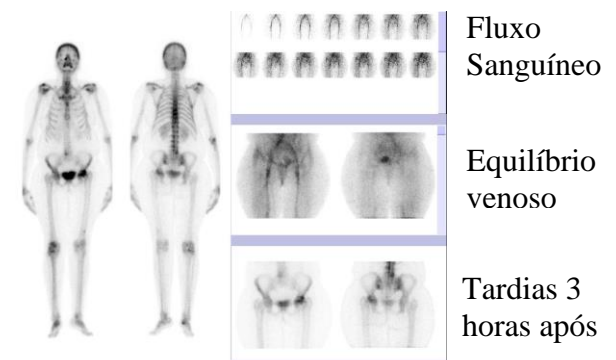 Fluxo
Sanguíneo
Equilíbrio
venoso
Tardias 3
horas após